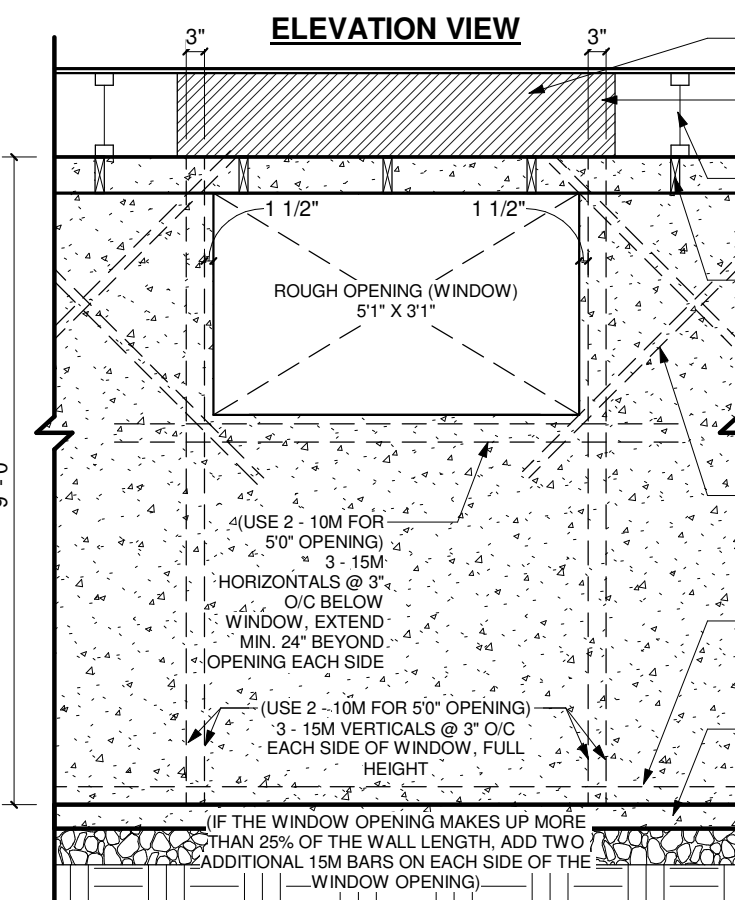 ELEVATION VIEW
3"
3"
1 1/2"
1 1/2"
ROUGH OPENING (WINDOW)
5'1" X 3'1"
(USE 2 - 10M FOR
5'0" OPENING)
3 - 15M
HORIZONTALS @ 3"
O/C BELOW
WINDOW, EXTEND
MIN. 24" BEYOND
OPENING EACH SIDE
(USE 2 - 10M FOR 5'0" OPENING)
3 - 15M VERTICALS @ 3" O/C
EACH SIDE OF WINDOW, FULL
HEIGHT
(IF THE WINDOW OPENING MAKES UP MORE
THAN 25% OF THE WALL LENGTH, ADD TWO
ADDITIONAL 15M BARS ON EACH SIDE OF THE
WINDOW OPENING)